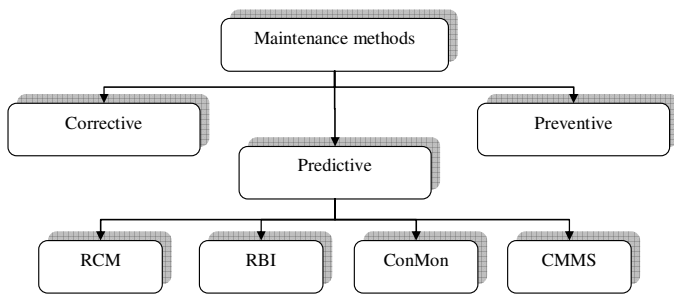 Maintenance methods
Corrective
Preventive
Predictive
RCM
RBI
ConMon
CMMS